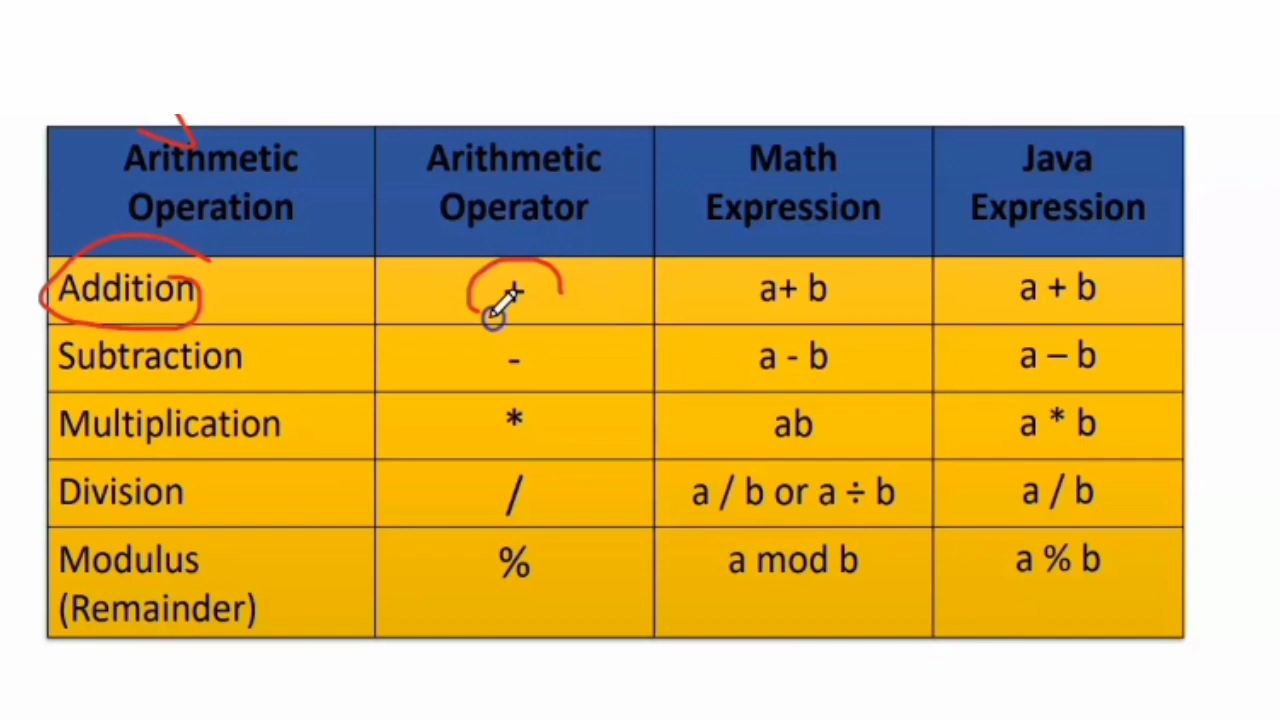 Arithmetic Operation Arithmetic Operator Math Expression Java Expression
Addition + a+ b a + b
Subtraction - a - b a – b
Multiplication * ab a * b
Division / a / b or a ÷ b a / b
Modulus (Remainder) % a mod b a % b